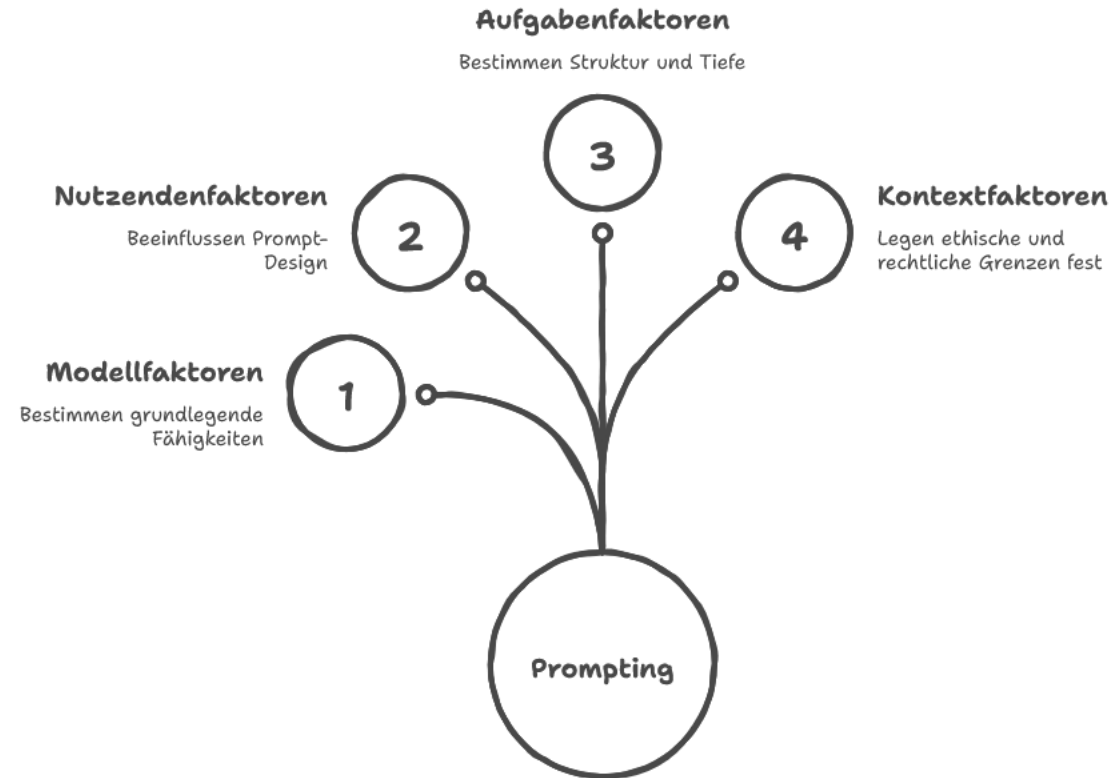 Aufgabenfaktoren
Bestimmen Struktur und Tiefe
3
Nutzendenfaktoren
Beeinflussen Prompt-
Design
2
Kontextfaktoren
Legen ethische und
rechtliche Grenzen fest
4
Modellfaktoren
Bestimmen grundlegende
Fähigkeiten
1
Prompting